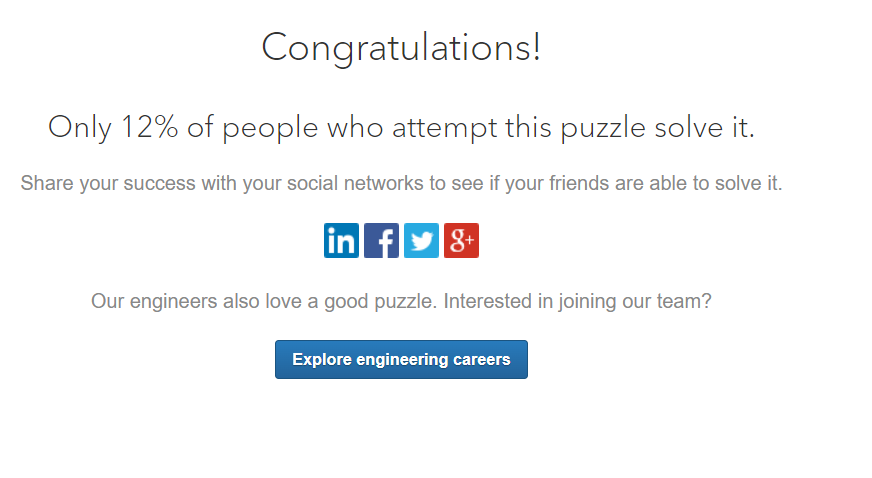 Congratulations!
Only 12% of people who attempt this puzzle solve it.
Share your success with your social networks to see if your friends are able to solve it.
in f g+
Our engineers also love a good puzzle. Interested in joining our team?
Explore engineering careers